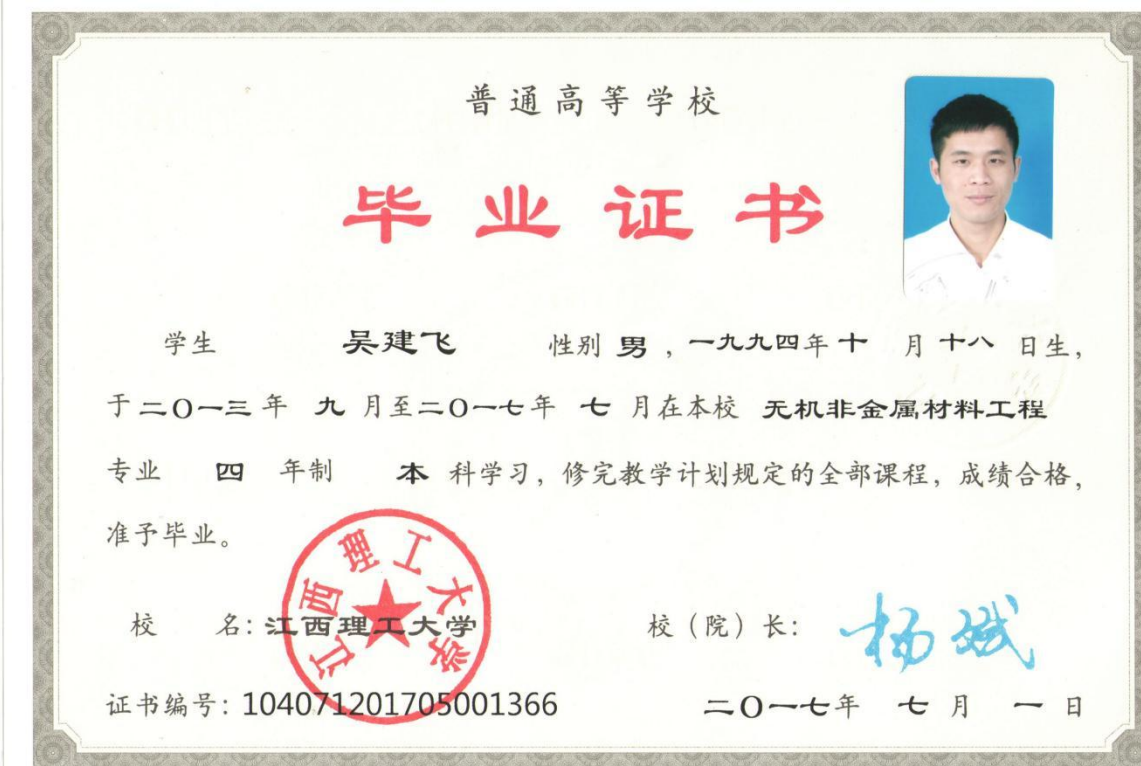 普通高等学校
毕业证书
学生 吴建飞 性别 男，一九九四年十 月十八 日生，
于二〇一三年 九 月至二〇一七年 七 月在本校 无机非金属材料工程
专业 四 年制 本 科学习，修完教学计划规定的全部课程，成绩合格，
准予毕业。
江西理工大学
校 名：江西理工大学 校（院）长：杨斌
证书编号：104071201705001366 二〇一七年 七 月 一 日